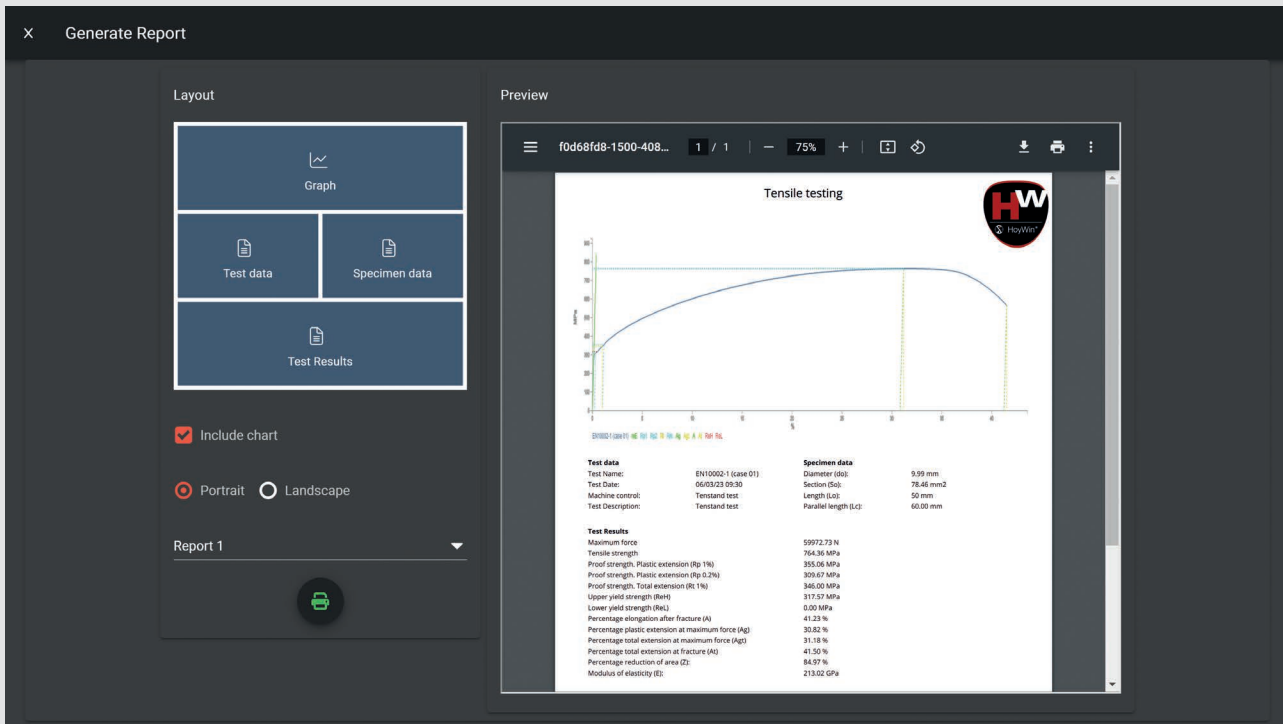 X Generate Report
Layout
Graph
Test data Specimen data
Test Results
Include chart
Portrait Landscape
Report 1
Preview
f0d68fd8-1500-408... 1 / 1 75%
Tensile testing
HW
HoyWin®
MPa
0 5 10
%
EN10002-1 (case 01)
Test data Specimen data
Test Name: EN10002-1 (case 01) Diameter (do): 9.99 mm
Test Date: 06/03/23 09:30 Section (So): 78.46 mm2
Machine control: Tenstand test Length (Lo): 50 mm
Test Description: Tenstand test Parallel length (Lc): 60.00 mm
Test Results
Maximum force 59972.73 N
Tensile strength 764.36 MPa
Proof strength. Plastic extension (Rp 1%) 355.06 MPa
Proof strength. Plastic extension (Rp 0.2%) 309.67 MPa
Proof strength. Total extension (Rt 1%) 346.00 MPa
Upper yield strength (ReH) 317.57 MPa
Lower yield strength (ReL) 0.00 MPa
Percentage elongation after fracture (A) 41.23 %
Percentage plastic extension at maximum force (Ag) 30.82 %
Percentage total extension at maximum force (Agt) 31.18 %
Percentage total extension at fracture (At) 41.50 %
Percentage reduction of area (Z): 84.97 %
Modulus of elasticity (E): 213.02 GPa